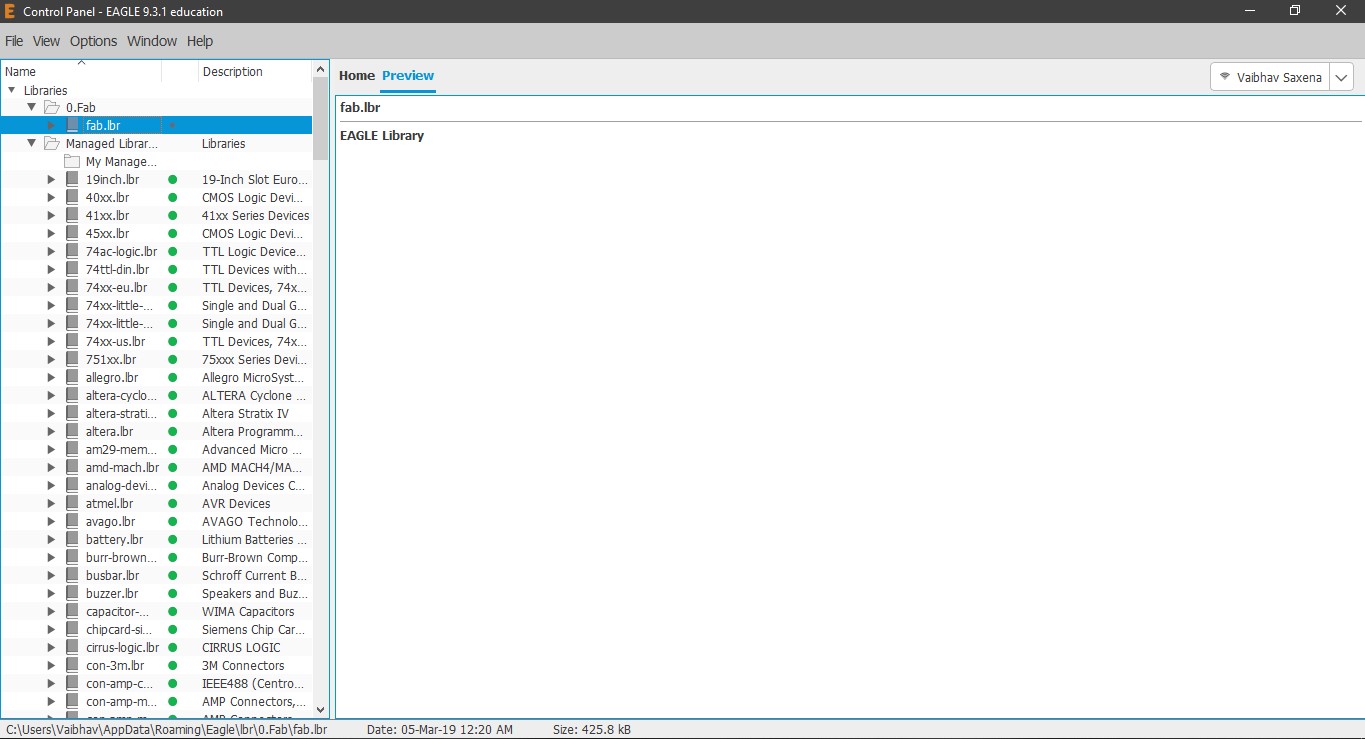 Control Panel - EAGLE 9.3.1 education
File View Options Window Help
Name Description
Home Preview
Vaibhav Saxena
Libraries
0.Fab
fab.lbr
Managed Librar... Libraries
My Manage...
19inch.lbr 19-Inch Slot Euro...
40xx.lbr CMOS Logic Devi...
41xx.lbr 41xx Series Devices
45xx.lbr CMOS Logic Devi...
74ac-logic.lbr TTL Logic Device...
74ttl-din.lbr TTL Devices with...
74xx-eu.lbr TTL Devices, 74x...
74xx-little-... Single and Dual G...
74xx-little-... Single and Dual G...
74xx-us.lbr TTL Devices, 74x...
751xx.lbr 75xxx Series Devi...
allegro.lbr Allegro MicroSyst...
altera-cyclo... ALTERA Cyclone ...
altera-strati... Altera Stratix IV
altera.lbr Altera Programm...
am29-mem... Advanced Micro ...
amd-mach.lbr AMD MACH4/MA...
analog-devi... Analog Devices C...
atmel.lbr AVR Devices
avago.lbr AVAGO Technolo...
battery.lbr Lithium Batteries ...
burr-brown... Burr-Brown Comp...
busbar.lbr Schroff Current B...
buzzer.lbr Speakers and Buz...
capacitor-... WIMA Capacitors
chipcard-si... Siemens Chip Car...
cirrus-logic.lbr CIRRUS LOGIC
con-3m.lbr 3M Connectors
con-amp-c... IEEE488 (Centro...
con-amp-m... AMP Connectors,...
con-amp-m... AMP Connectors...
fab.lbr
EAGLE Library
C:\Users\Vaibhav\AppData\Roaming\Eagle\lbr\0.Fab\fab.lbr Date: 05-Mar-19 12:20 AM Size: 425.8 kB